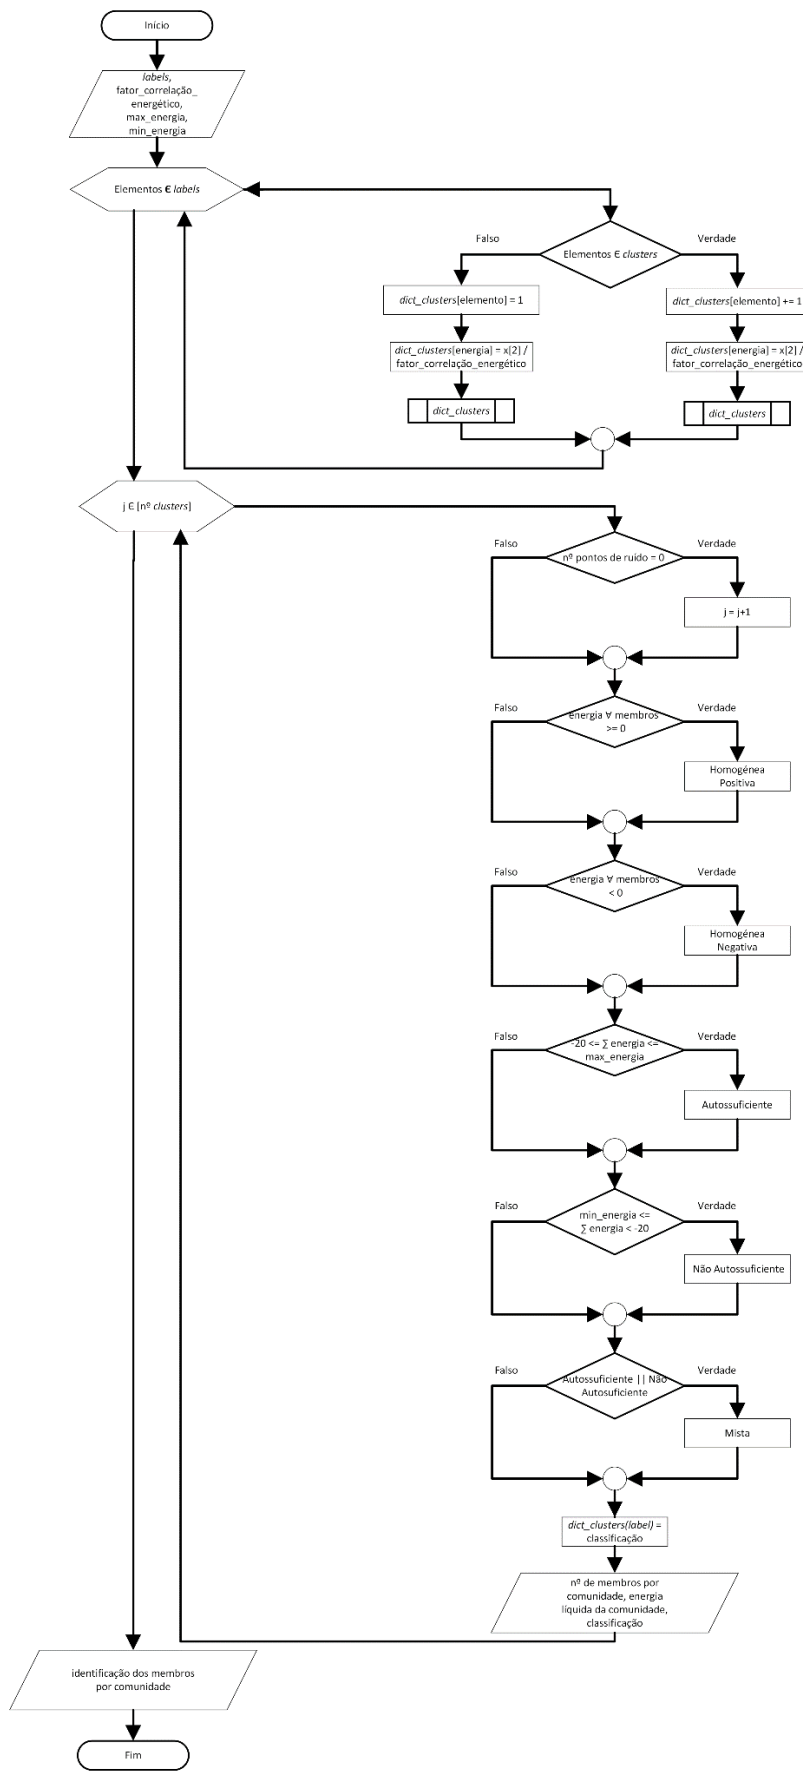 Início
labels,
fator_correlação_
energético,
max_energia,
min_energia
Elementos Є labels
Falso
Verdade
Elementos Є clusters
dict_clusters[elemento] = 1
dict_clusters[elemento] += 1
dict_clusters[energia] = x[2] /
fator_correlação_energético
dict_clusters[energia] = x[2] /
fator_correlação_energético
dict_clusters
dict_clusters
j Є [nº clusters]
Falso
Verdade
nº pontos de ruído = 0
j = j+1
Falso
Verdade
energia ∀ membros
>= 0
Homogénea
Positiva
Falso
Verdade
energia ∀ membros
< 0
Homogénea
Negativa
Falso
Verdade
-20 <= ∑ energia <=
max_energia
Autossuficiente
Falso
Verdade
min_energia <=
∑ energia < -20
Não Autossuficiente
Falso
Verdade
Autossuficiente || Não
Autosuficiente
Mista
dict_clusters(label) =
classificação
nº de membros por
comunidade, energia
líquida da comunidade,
classificação
identificação dos membros
por comunidade
Fim